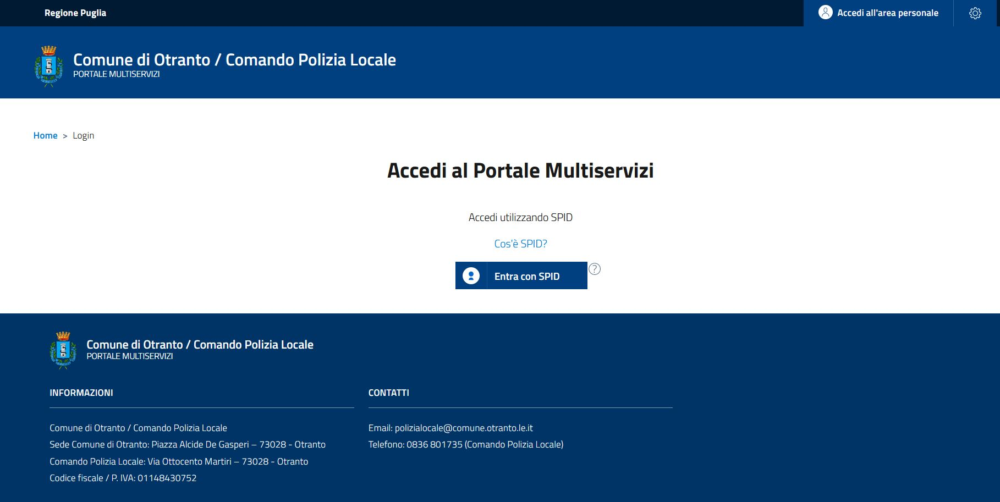 Regione Puglia
Accedi all'area personale
Comune di Otranto / Comando Polizia Locale
PORTALE MULTISERVIZI
Home > Login
Accedi al Portale Multiservizi
Accedi utilizzando SPID
Cos'è SPID?
Entra con SPID
?
Comune di Otranto / Comando Polizia Locale
PORTALE MULTISERVIZI
INFORMAZIONI
Comune di Otranto / Comando Polizia Locale
Sede Comune di Otranto: Piazza Alcide De Gasperi – 73028 - Otranto
Comando Polizia Locale: Via Ottocento Martiri – 73028 - Otranto
Codice fiscale / P. IVA: 01148430752
CONTATTI
Email: polizialocale@comune.otranto.le.it
Telefono: 0836 801735 (Comando Polizia Locale)